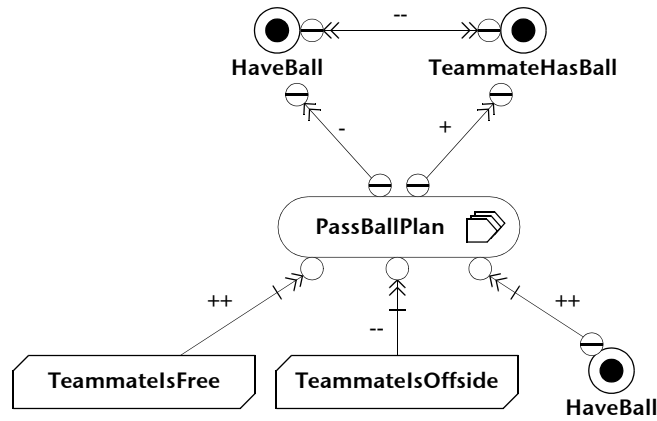 --
HaveBall
TeammateHasBall
-
+
PassBallPlan
++
--
++
TeammateIsFree
TeammateIsOffside
HaveBall